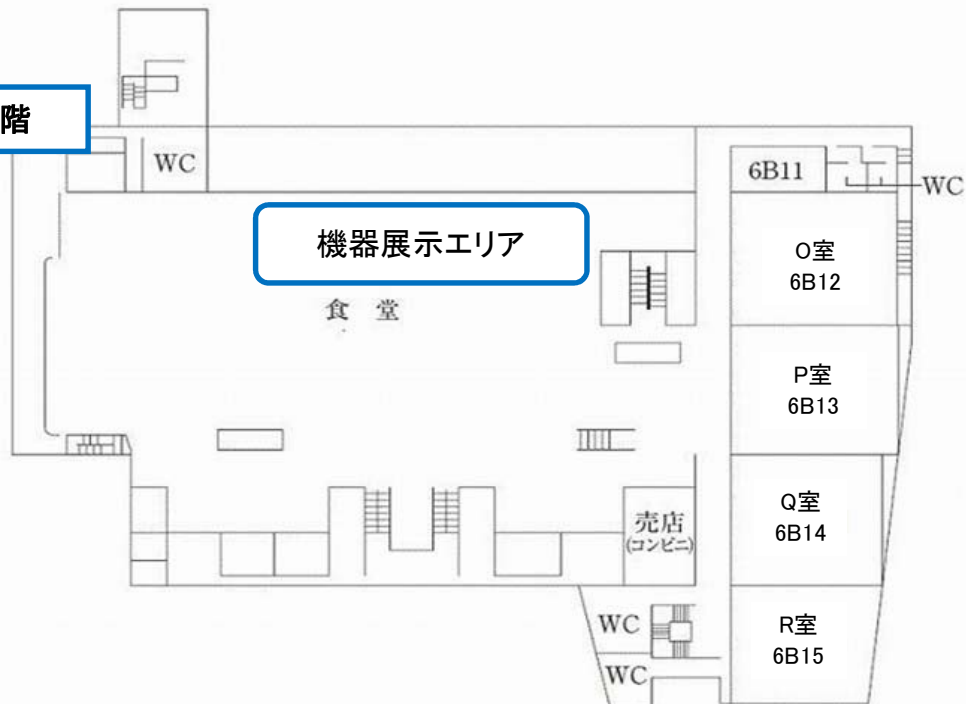 階
WC
6B11
WC
機器展示エリア
O室
6B12
食 堂
P室
6B13
Q室
6B14
売店
(コンビニ)
R室
6B15
WC
WC